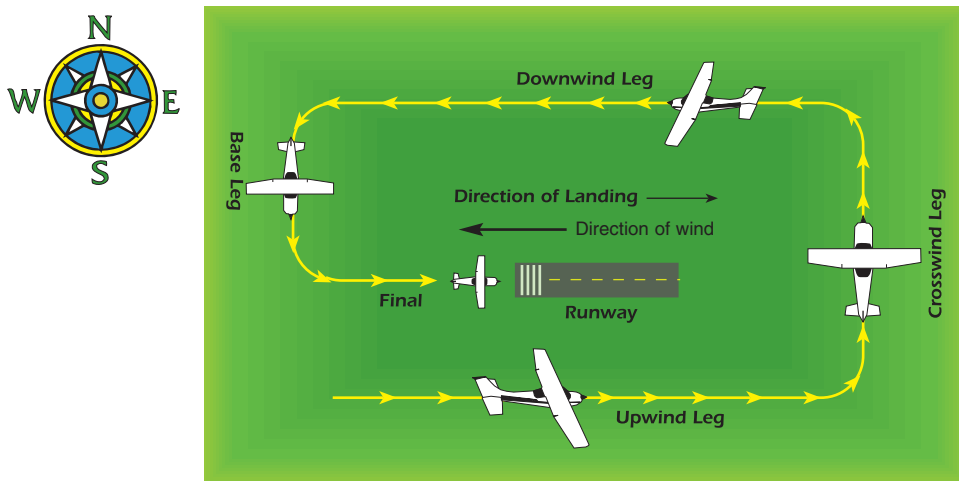 N
W E
S
Downwind Leg
Base Leg
Direction of Landing
Direction of wind
Crosswind Leg
Final
Runway
Upwind Leg